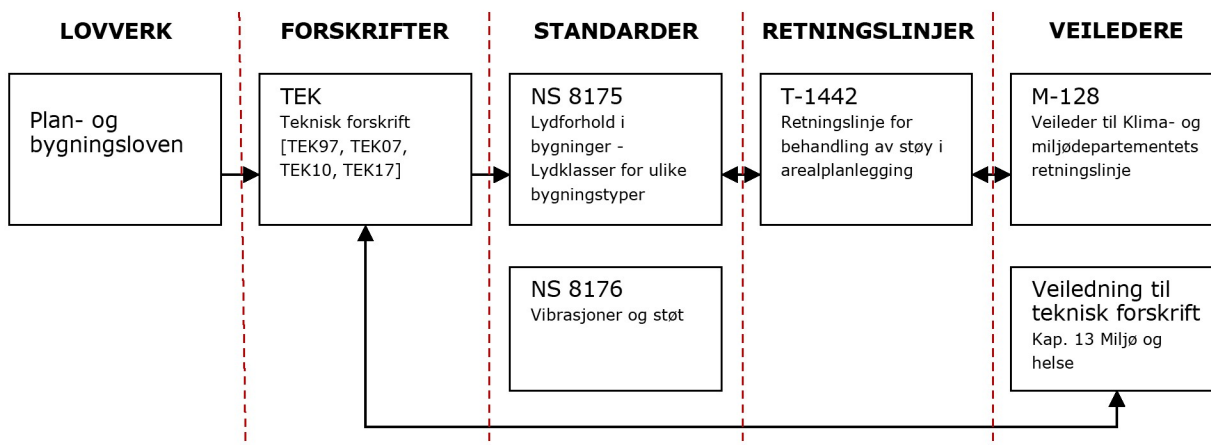 LOVVERK
FORSKRIFTER
STANDARDER
RETNINGSLINJER
VEILEDERE
Plan- og
bygningsloven
TEK
Teknisk forskrift
[TEK97, TEK07,
TEK10, TEK17]
NS 8175
Lydforhold i
bygninger -
Lydklasser for ulike
bygningstyper
T-1442
Retningslinje for
behandling av støy i
arealplanlegging
M-128
Veileder til Klima- og
miljødepartementets
retningslinje
NS 8176
Vibrasjoner og støt
Veiledning til
teknisk forskrift
Kap. 13 Miljø og
helse